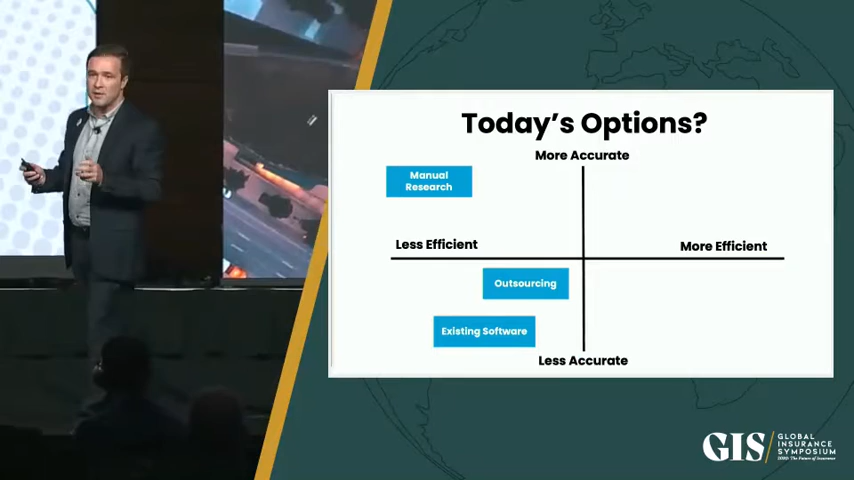 Today's Options?
More Accurate
Manual
Research
Less Efficient
More Efficient
Outsourcing
Existing Software
Less Accurate
GIS
GLOBAL
INSURANCE
SYMPOSIUM